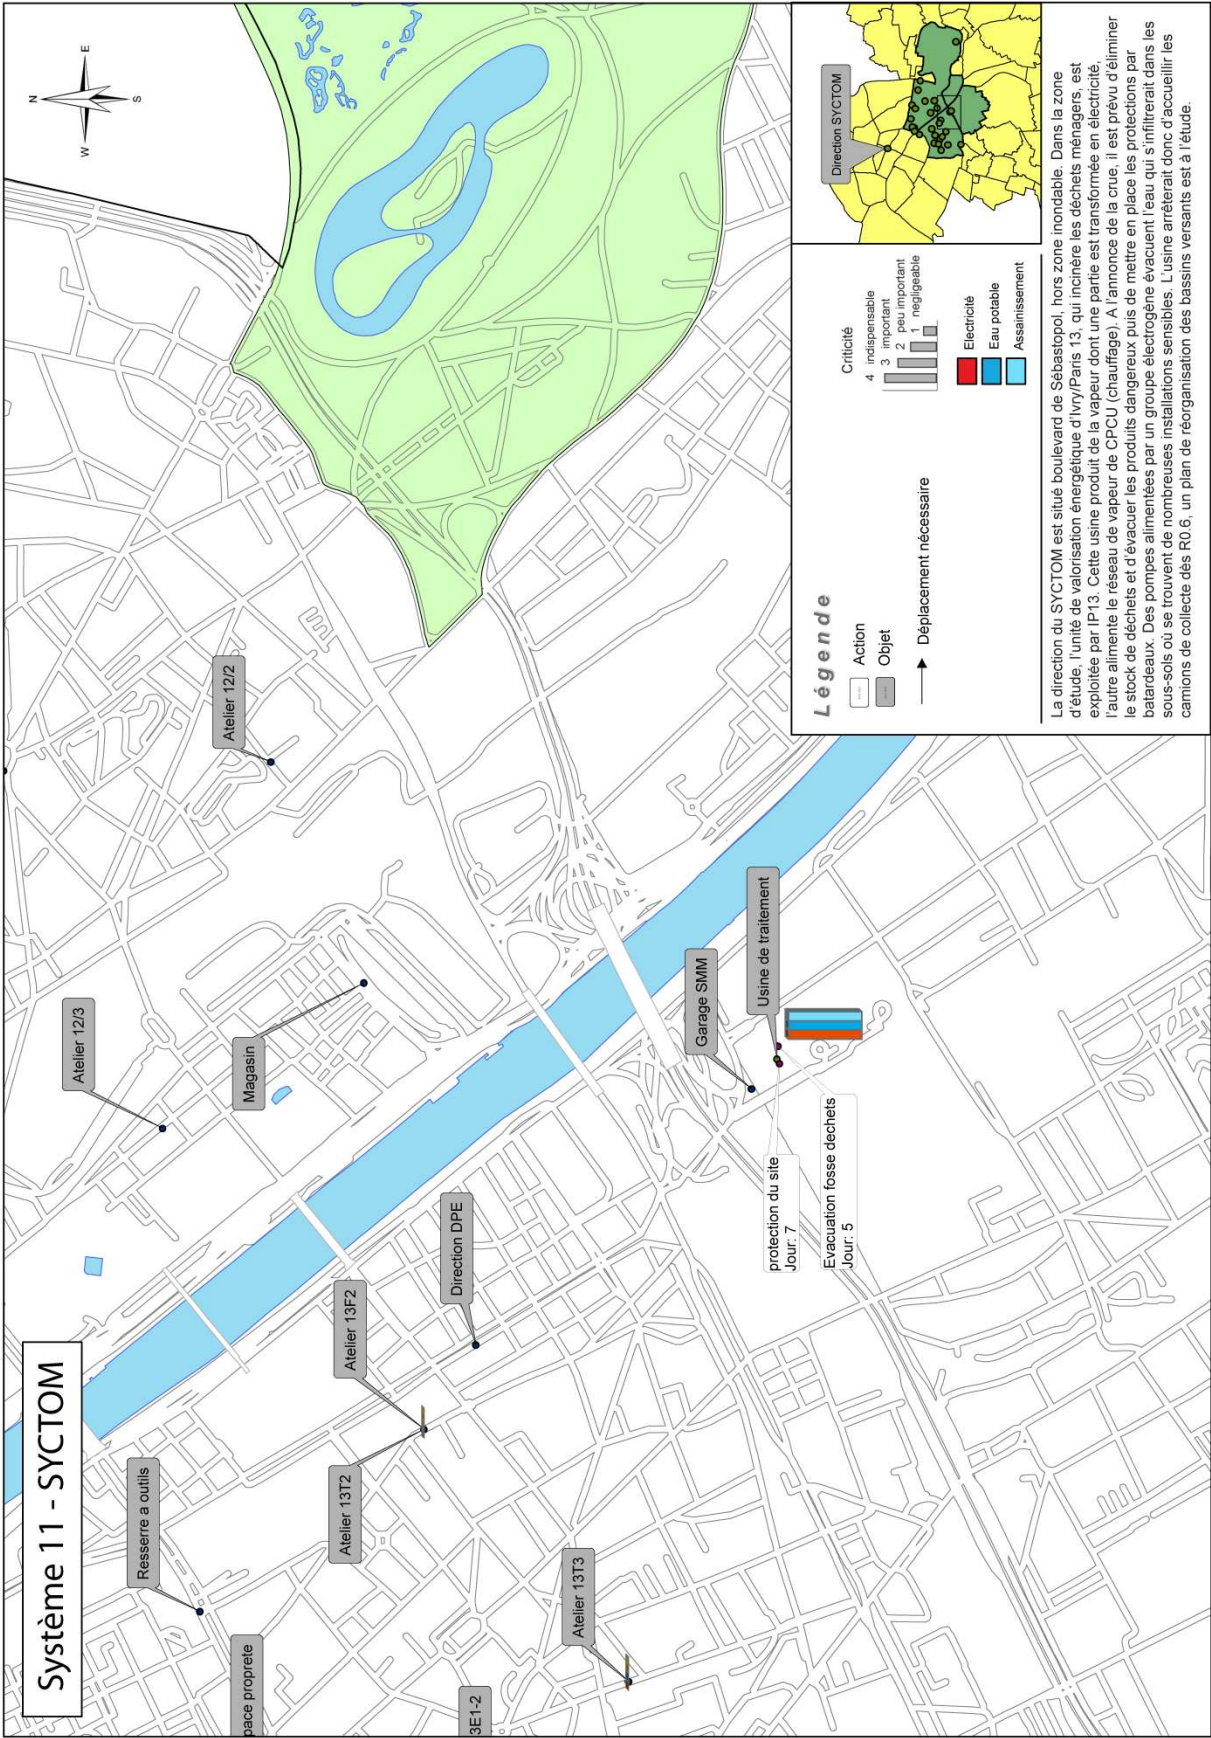 Système 11 - SYCTOM
N
W
E
S
Resserre a outils
pace proprete
3E1-2
Atelier 13T3
Atelier 13T2
Atelier 13F2
Direction DPE
Atelier 12/3
Magasin
Atelier 12/2
Garage SMM
Usine de traitement
protection du site
Jour: 7
Evacuation fosse dechets
Jour: 5
Légende
Action
Objet
Déplacement nécessaire
Criticité
4 indispensable
3 important
2 peu important
1 negligeable
Electricité
Eau potable
Assainissement
Direction SYCTOM
La direction du SYCTOM est situé boulevard de Sébastopol, hors zone inondable. Dans la zone
d'étude, l'unité de valorisation énergétique d'Ivry/Paris 13, qui incinère les déchets ménagers, est
exploitée par IP13. Cette usine produit de la vapeur dont une partie est transformée en électricité,
l'autre alimente le réseau de vapeur de CPCU (chauffage). A l'annonce de la crue, il est prévu d'éliminer
le stock de déchets et d'évacuer les produits dangereux puis de mettre en place les protections par
batardeaux. Des pompes alimentées par un groupe électrogène évacuent l'eau qui s'infiltrerait dans les
sous-sols où se trouvent de nombreuses installations sensibles. L'usine arrêterait donc d'accueillir les
camions de collecte dès R0.6, un plan de réorganisation des bassins versants est à l'étude.